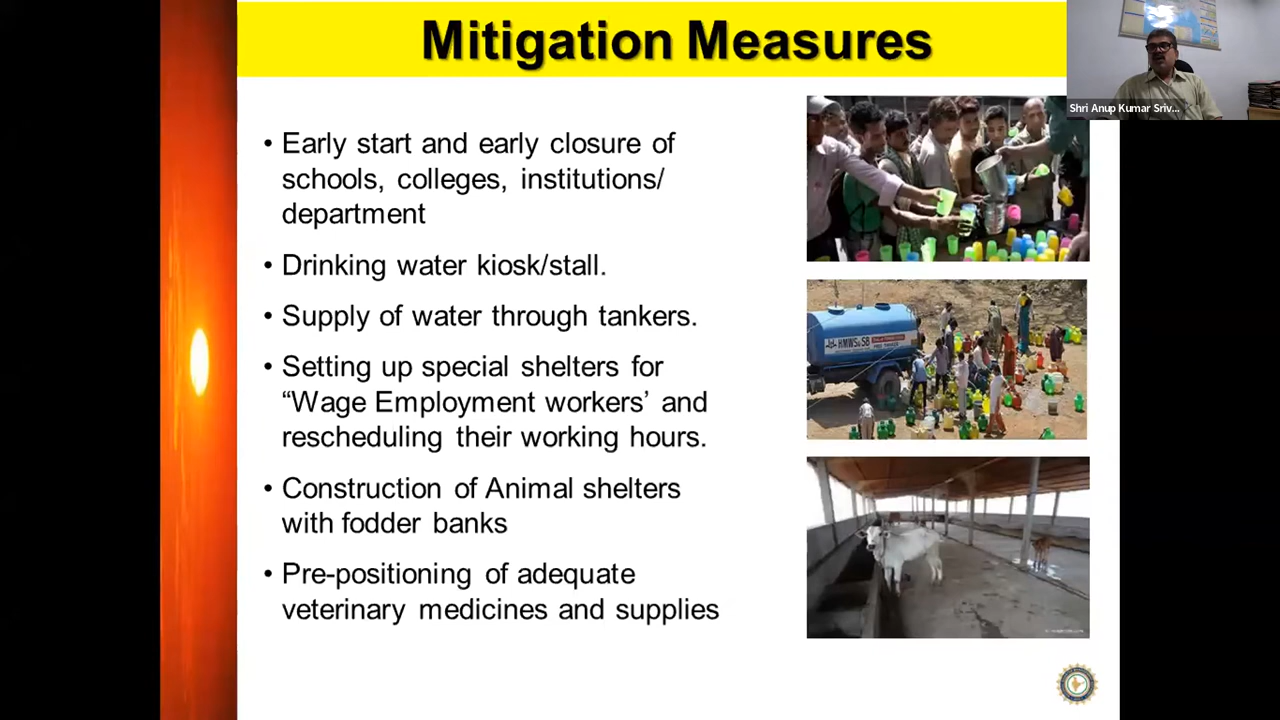 Mitigation Measures
Shri Anup Kumar Sriv...
• Early start and early closure of
schools, colleges, institutions/
department
• Drinking water kiosk/stall.
• Supply of water through tankers.
• Setting up special shelters for
“Wage Employment workers’ and
rescheduling their working hours.
• Construction of Animal shelters
with fodder banks
• Pre-positioning of adequate
veterinary medicines and supplies
HMWS&SB